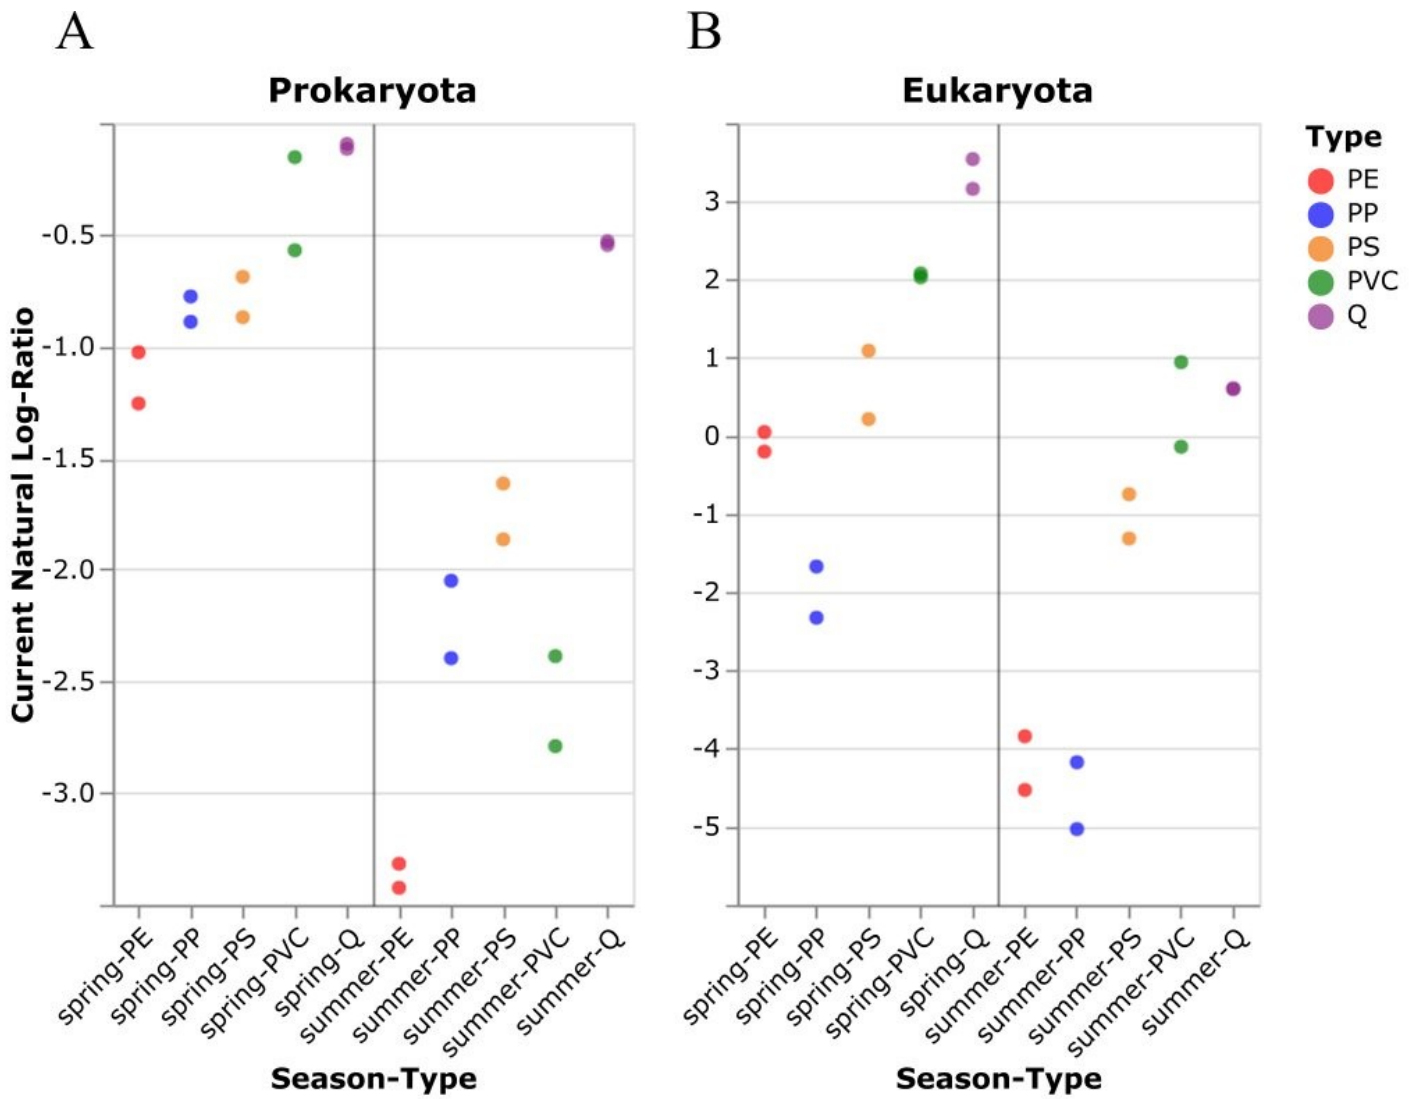 A
B
Prokaryota
Eukaryota
Current Natural Log-Ratio
-0.5
-1.0
-1.5
-2.0
-2.5
-3.0
spring-PE
spring-PP
spring-PS
spring-PVC
spring-Q
summer-PE
summer-PP
summer-PS
summer-PVC
summer-Q
Season-Type
3
2
1
0
-1
-2
-3
-4
-5
spring-PE
spring-PP
spring-PS
spring-PVC
spring-Q
summer-PE
summer-PP
summer-PS
summer-PVC
summer-Q
Season-Type
Type
PE
PP
PS
PVC
Q